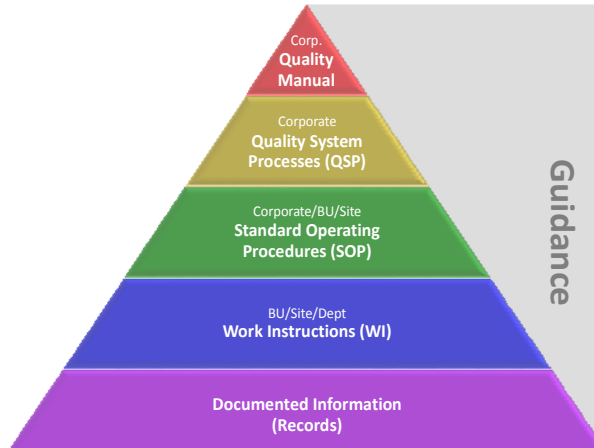 Corp.
Quality
Manual
Corporate
Quality System
Processes (QSP)
Corporate/BU/Site
Standard Operating
Procedures (SOP)
BU/Site/Dept
Work Instructions (WI)
Documented Information
(Records)
Guidance